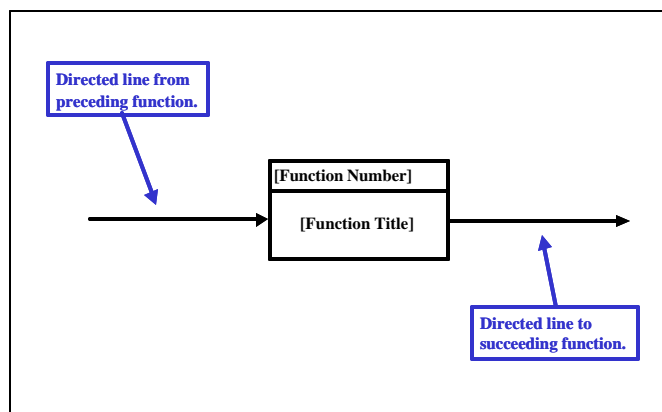 Directed line from
preceding function.
[Function Number]
[Function Title]
Directed line to
succeeding function.